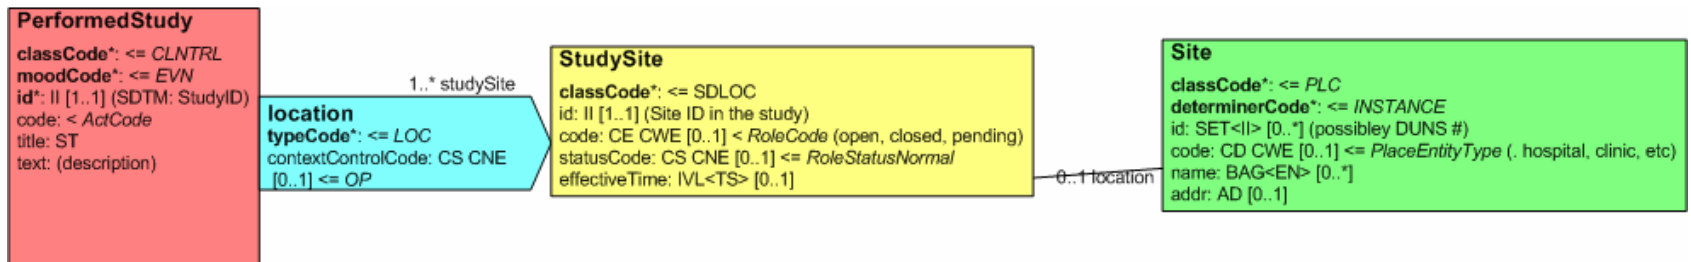 PerformedStudy
classCode*: <= CLNTRL
moodCode*: <= EVN
id*: II [1..1] (SDTM: StudyID)
code: < ActCode
title: ST
text: (description)
1..* studySite
location
typeCode*: <= LOC
contextControlCode: CS CNE
[0..1] <= OP
StudySite
classCode*: <= SDLOC
id: II [1..1] (Site ID in the study)
code: CE CWE [0..1] < RoleCode (open, closed, pending)
statusCode: CS CNE [0..1] <= RoleStatusNormal
effectiveTime: IVL<TS> [0..1]
0..1 location
Site
classCode*: <= PLC
determinerCode*: <= INSTANCE
id: SET<II> [0..*] (possibley DUNS #)
code: CD CWE [0..1] <= PlaceEntityType (. hospital, clinic, etc)
name: BAG<EN> [0..*]
addr: AD [0..1]